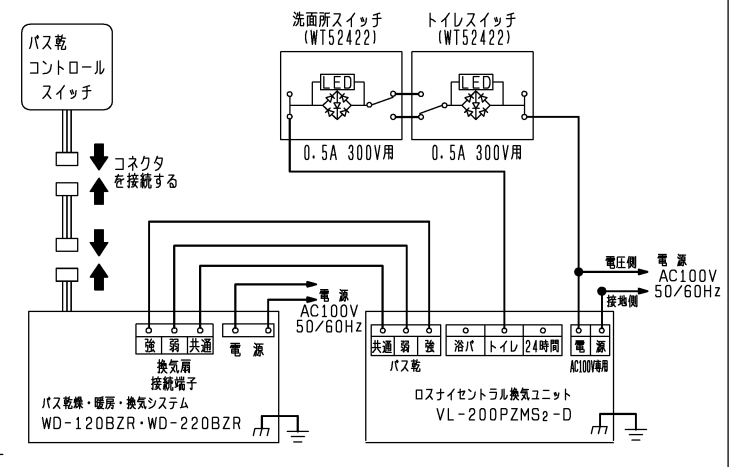 洗面所スイッチ
(WT52422)
トイレスイッチ
(WT52422)
バス乾
コントロール
スイッチ
LED
LED
0.5A 300V用
0.5A 300V用
コネクタ
を接続する
電圧側
電 源
AC100V
50/60Hz
接地側
電 源
AC100V
50/60Hz
強
弱
共通
電 源
換気扇
接続端子
バス乾燥・暖房・換気システム
WD-120BZR・WD-220BZR
共通
弱
強
バス乾
浴バ
トイレ
24時間
電
源
AC100V専用
ロスナイセントラル換気ユニット
VL-200PZMS2-D